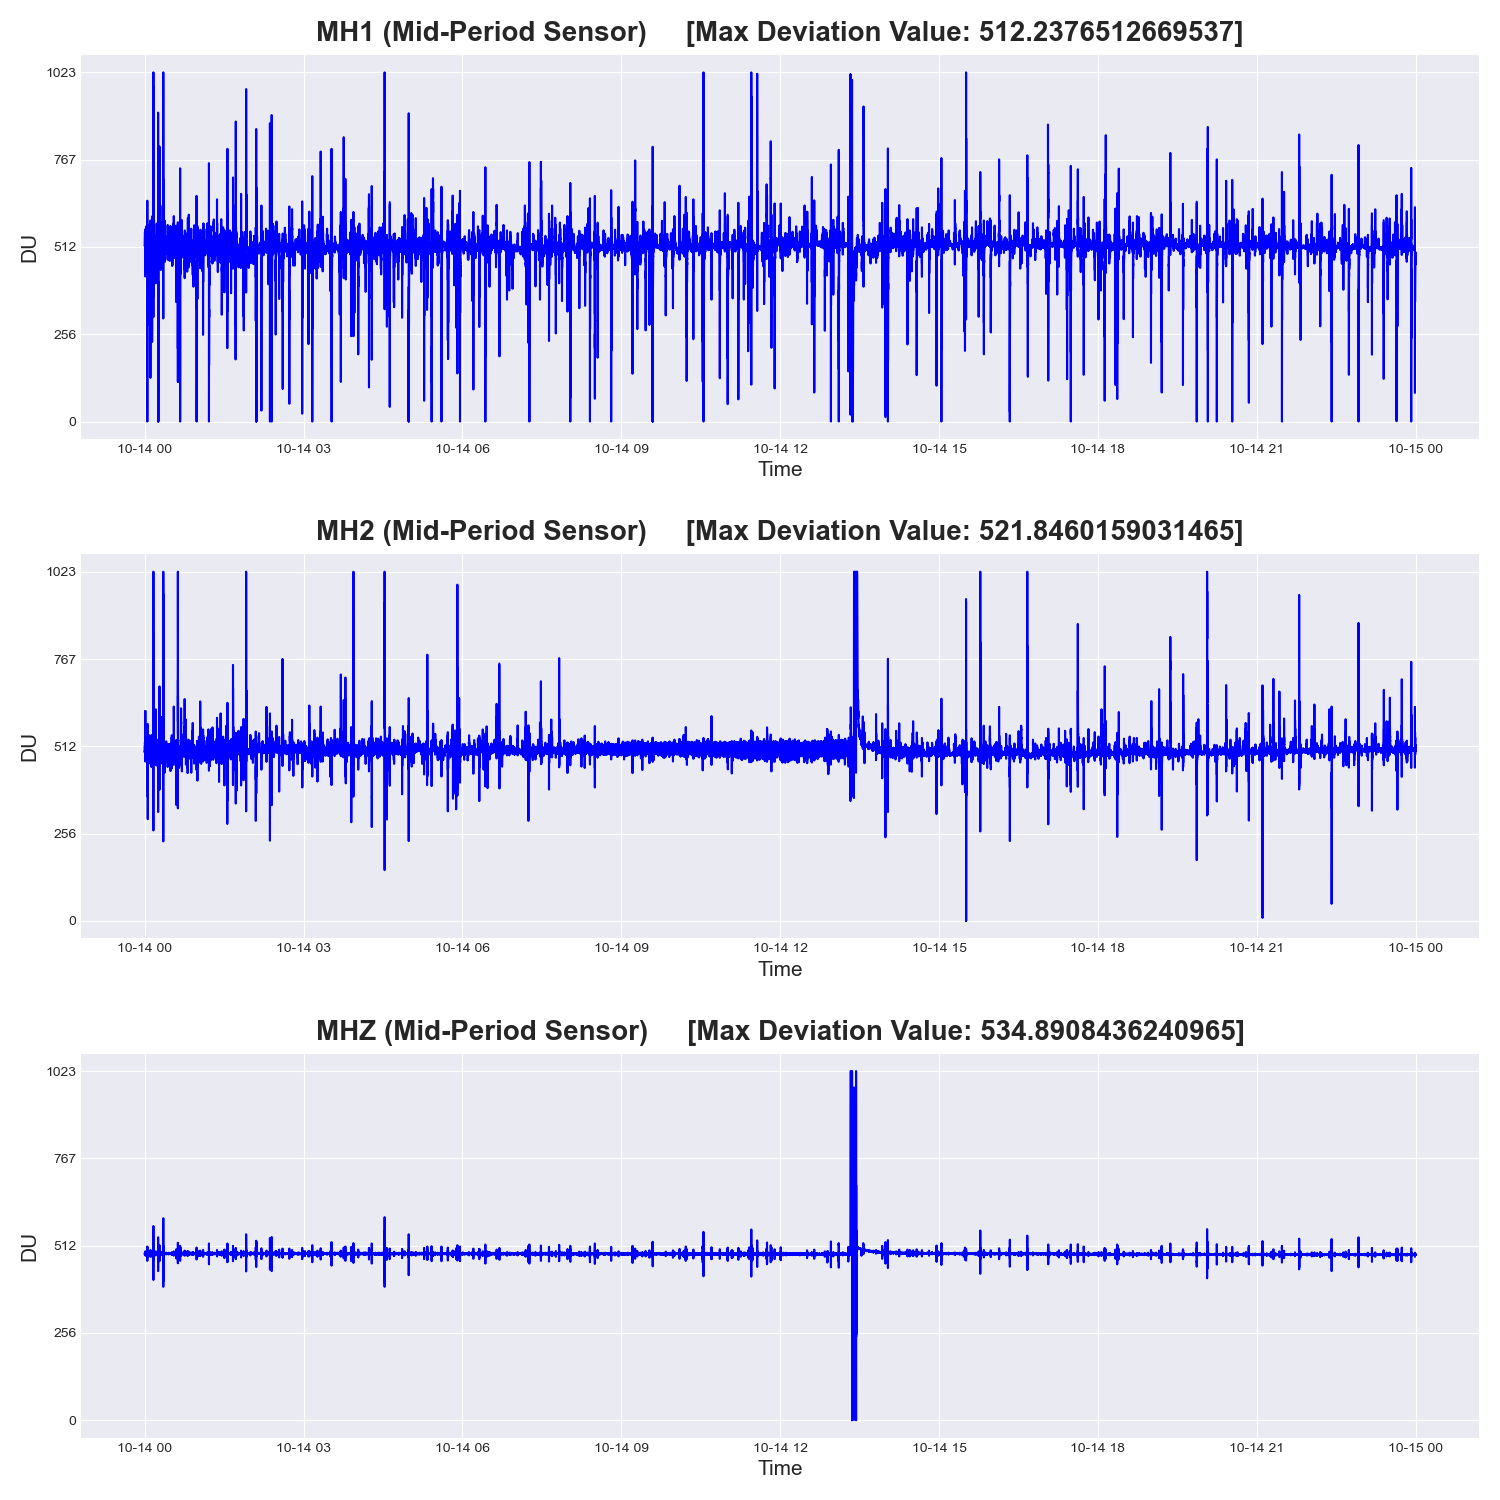 MH1 (Mid-Period Sensor) [Max Deviation Value: 512.2376512669537]
1023
767
512
256
0
DU
10-14 00 10-14 03 10-14 06 10-14 09 10-14 12 10-14 15 10-14 18 10-14 21 10-15 00
Time
MH2 (Mid-Period Sensor) [Max Deviation Value: 521.8460159031465]
1023
767
512
256
0
DU
10-14 00 10-14 03 10-14 06 10-14 09 10-14 12 10-14 15 10-14 18 10-14 21 10-15 00
Time
MHZ (Mid-Period Sensor) [Max Deviation Value: 534.8908436240965]
1023
767
512
256
0
DU
10-14 00 10-14 03 10-14 06 10-14 09 10-14 12 10-14 15 10-14 18 10-14 21 10-15 00
Time